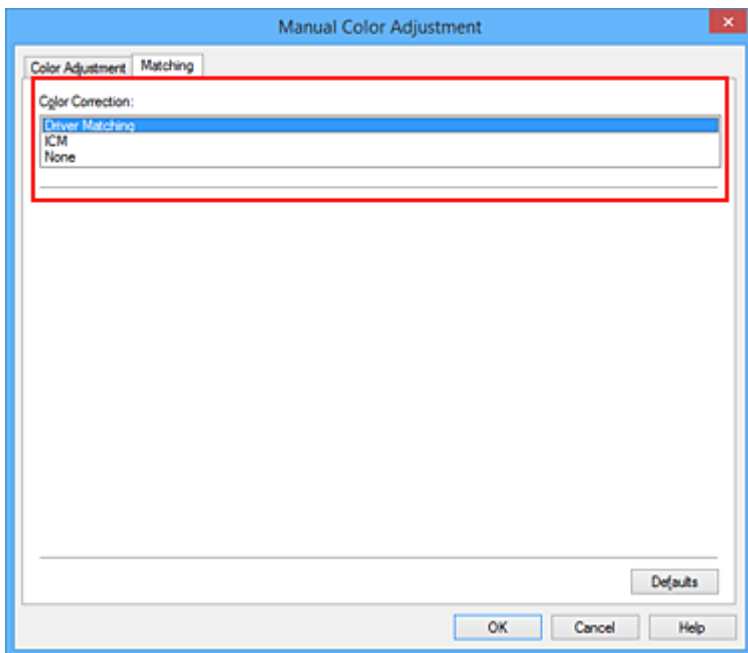 Manual Color Adjustment
Color Adjustment Matching
Color Correction:
Driver Matching
ICM
None
Defaults
OK Cancel Help